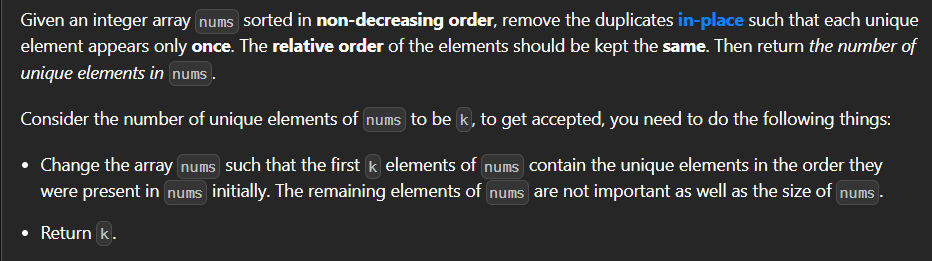 Given an integer array nums sorted in non-decreasing order, remove the duplicates in-place such that each unique
element appears only once. The relative order of the elements should be kept the same. Then return the number of
unique elements in nums.
Consider the number of unique elements of nums to be k, to get accepted, you need to do the following things:
• Change the array nums such that the first k elements of nums contain the unique elements in the order they
were present in nums initially. The remaining elements of nums are not important as well as the size of nums.
• Return k.